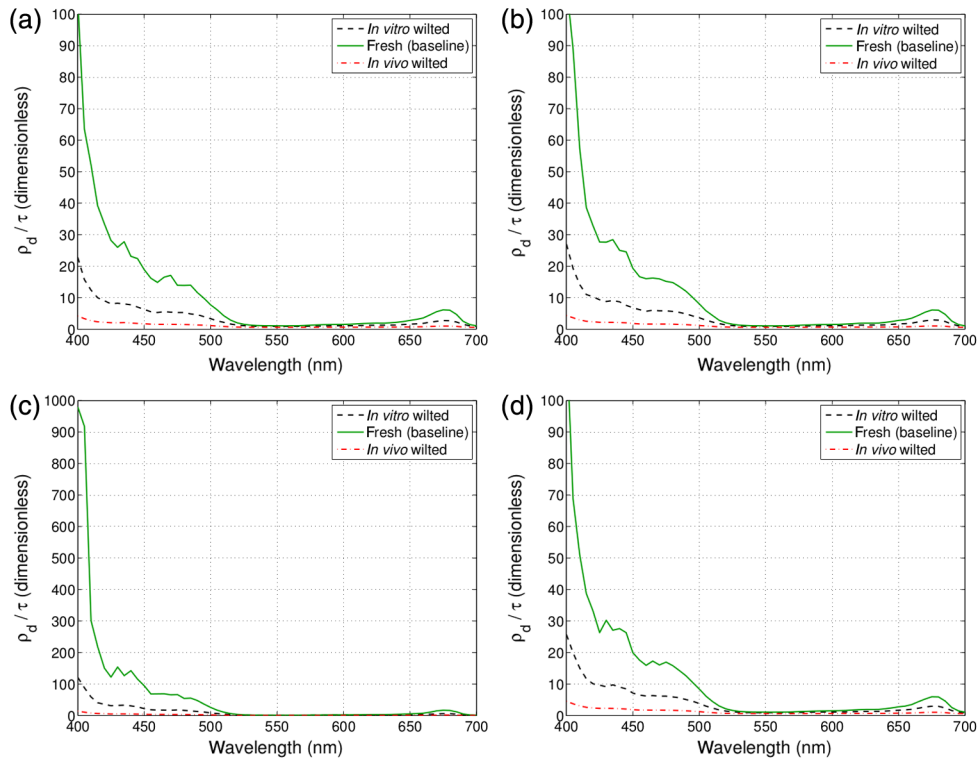 (a)
100
90
80
70
60
50
40
30
20
10
0
ρd / τ (dimensionless)
In vitro wilted
Fresh (baseline)
In vivo wilted
400 450 500 550 600 650 700
Wavelength (nm)
(b)
100
90
80
70
60
50
40
30
20
10
0
ρd / τ (dimensionless)
In vitro wilted
Fresh (baseline)
In vivo wilted
400 450 500 550 600 650 700
Wavelength (nm)
(c)
1000
900
800
700
600
500
400
300
200
100
0
ρd / τ (dimensionless)
In vitro wilted
Fresh (baseline)
In vivo wilted
400 450 500 550 600 650 700
Wavelength (nm)
(d)
100
90
80
70
60
50
40
30
20
10
0
ρd / τ (dimensionless)
In vitro wilted
Fresh (baseline)
In vivo wilted
400 450 500 550 600 650 700
Wavelength (nm)